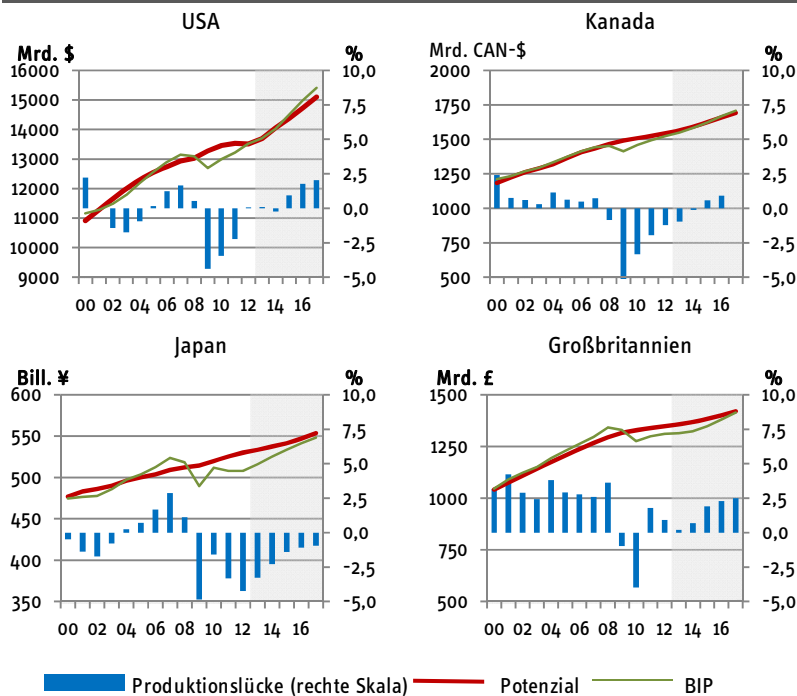 USA
Mrd. $ %
16000 10,0
15000 7,5
14000 5,0
13000 2,5
12000 0,0
11000 -2,5
10000 -5,0
9000
00 02 04 06 08 10 12 14 16
Kanada
Mrd. CAN-$ %
2000 10,0
1750 7,5
1500 5,0
1250 2,5
1000 0,0
750 -2,5
500 -5,0
00 02 04 06 08 10 12 14 16
Japan
Bill. ¥ %
600 10,0
550 7,5
500 5,0
450 2,5
400 0,0
350 -2,5
-5,0
00 02 04 06 08 10 12 14 16
Großbritannien
Mrd. £ %
1500 10,0
1250 7,5
1000 5,0
750 2,5
500 0,0
-2,5
-5,0
00 02 04 06 08 10 12 14 16
Produktionslücke (rechte Skala) Potenzial BIP